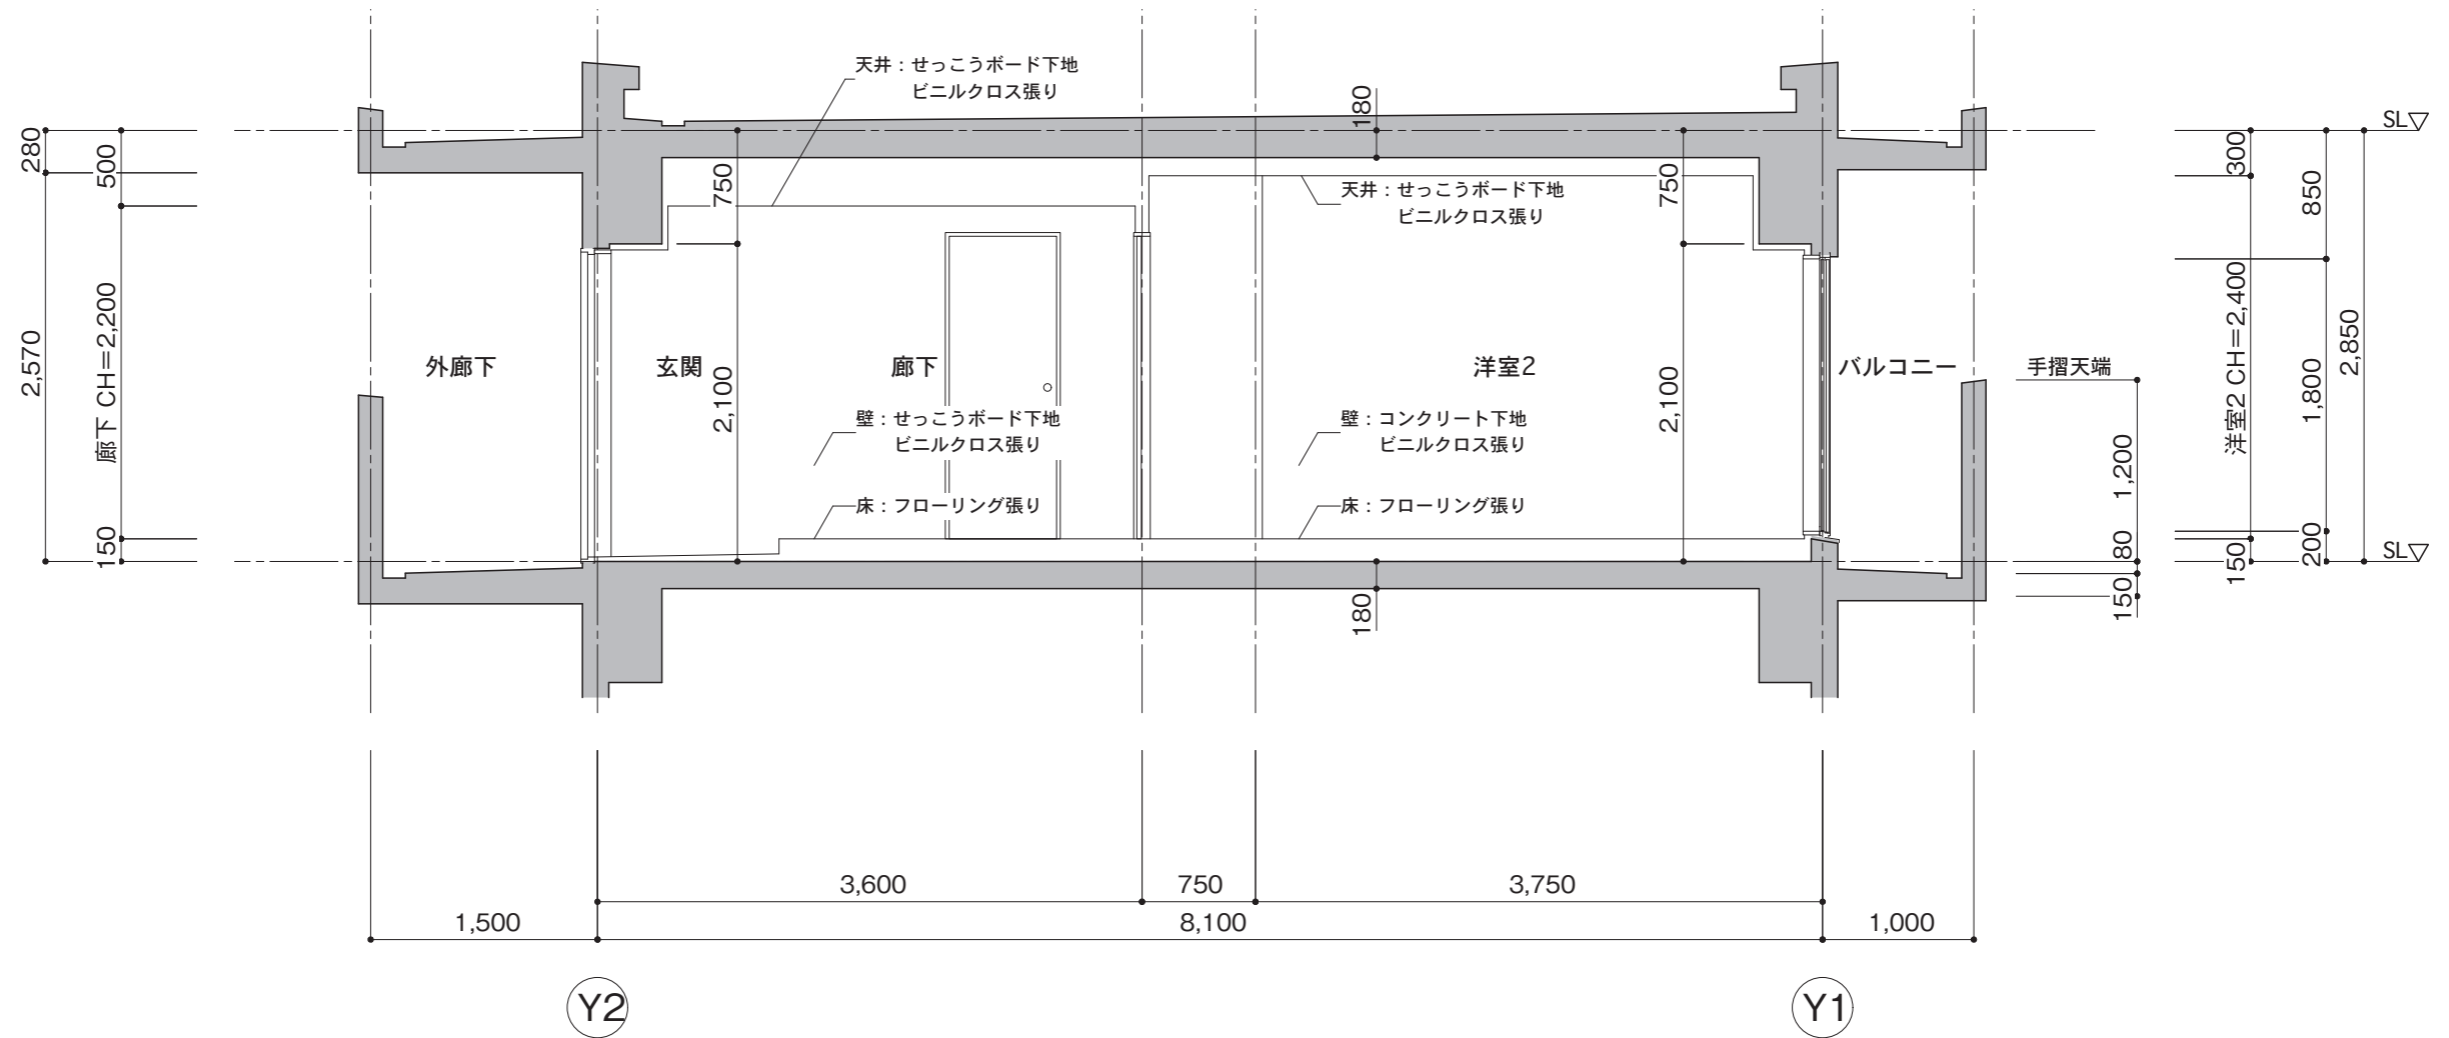 天井：せっこうボード下地
ビニルクロス張り
180
SL
280
500
750
天井：せっこうボード下地
ビニルクロス張り
750
300
850
2,570
廊下 CH＝2,200
外廊下
玄関
廊下
2,100
洋室2
2,100
バルコニー
手摺天端
洋室2 CH＝2,400
1,800
2,850
壁：せっこうボード下地
ビニルクロス張り
壁：コンクリート下地
ビニルクロス張り
1,200
床：フローリング張り
床：フローリング張り
150
80
150
200
SL
180
150
3,600
750
3,750
1,500
8,100
1,000
Y2
Y1